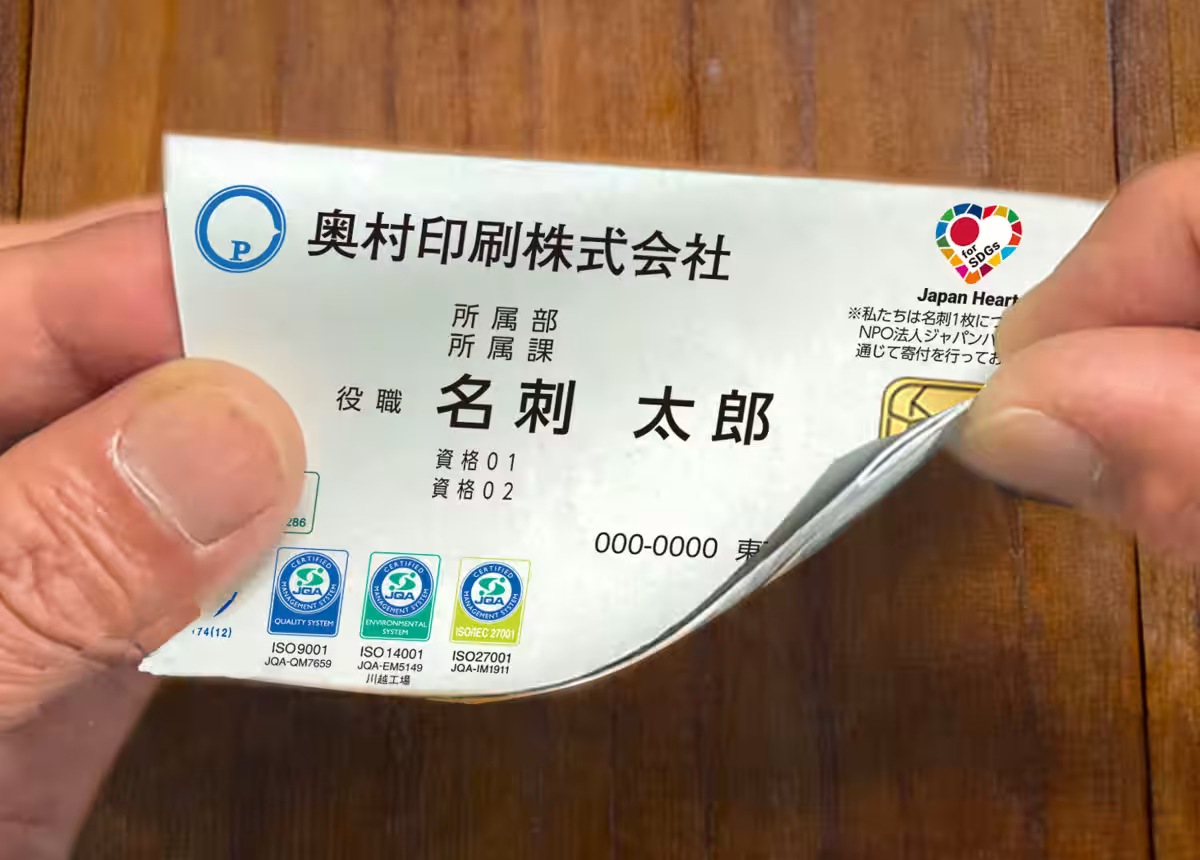 P
奥村印刷株式会社
for
SDGs
Japan Heart
※私たちは名刺1枚につ
NPO法人ジャパンハ
通じて寄付を行ってお
所属部
所属課
役職 名刺 太郎
資格01
資格02
286
000-0000 東
CERTIFIED JQA MANAGEMENT SYSTEM
QUALITY SYSTEM
ISO9001
JQA-QM7659
CERTIFIED JQA MANAGEMENT SYSTEM
ENVIRONMENTAL
SYSTEM
ISO14001
JQA-EM5149
川越工場
CERTIFIED JQA MANAGEMENT SYSTEM
ISO/IEC 27001
ISO27001
JQA-IM1911
74(12)